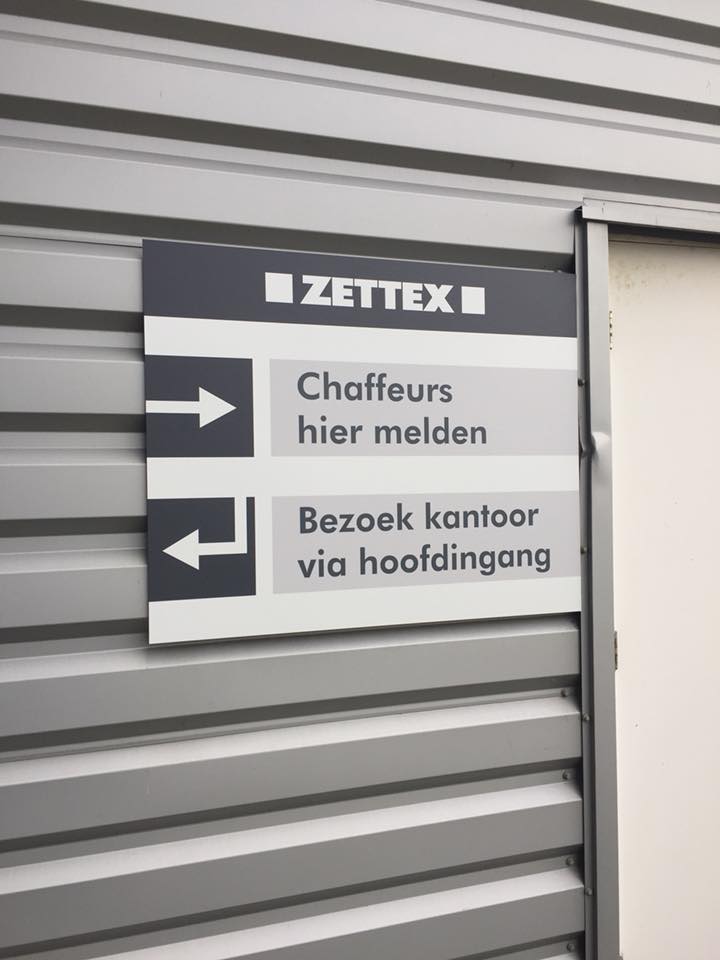 ZETTEX
Chaffeurs
hier melden
Bezoek kantoor
via hoofdingang